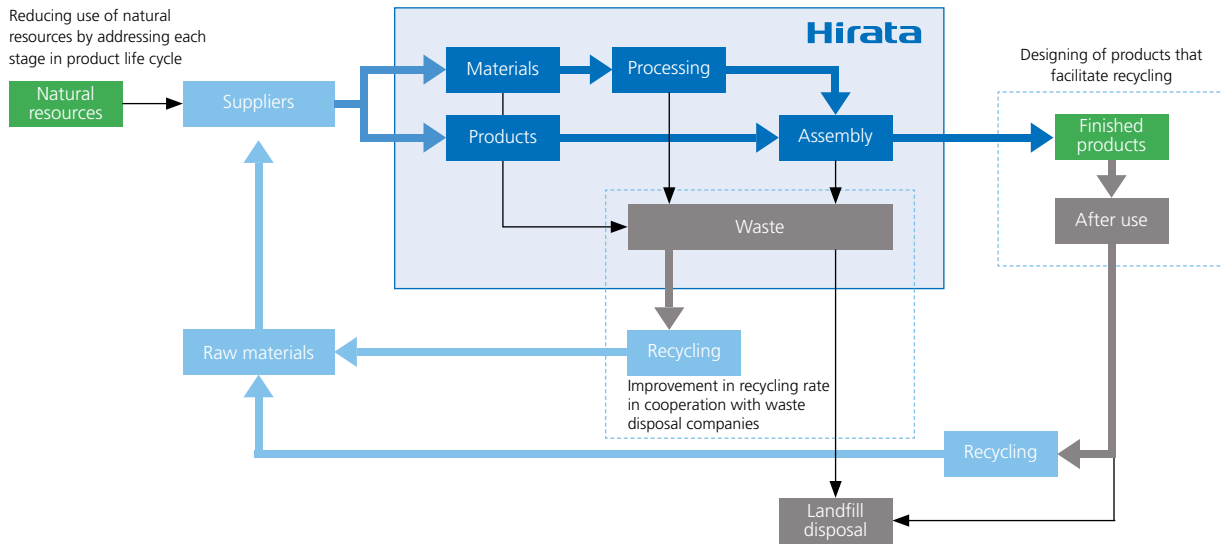 Reducing use of natural
resources by addressing each
stage in product life cycle
Natural
resources
Suppliers
Hirata
Materials
Processing
Products
Assembly
Designing of products that
facilitate recycling
Finished
products
After use
Waste
Raw materials
Recycling
Improvement in recycling rate
in cooperation with waste
disposal companies
Recycling
Landfill
disposal